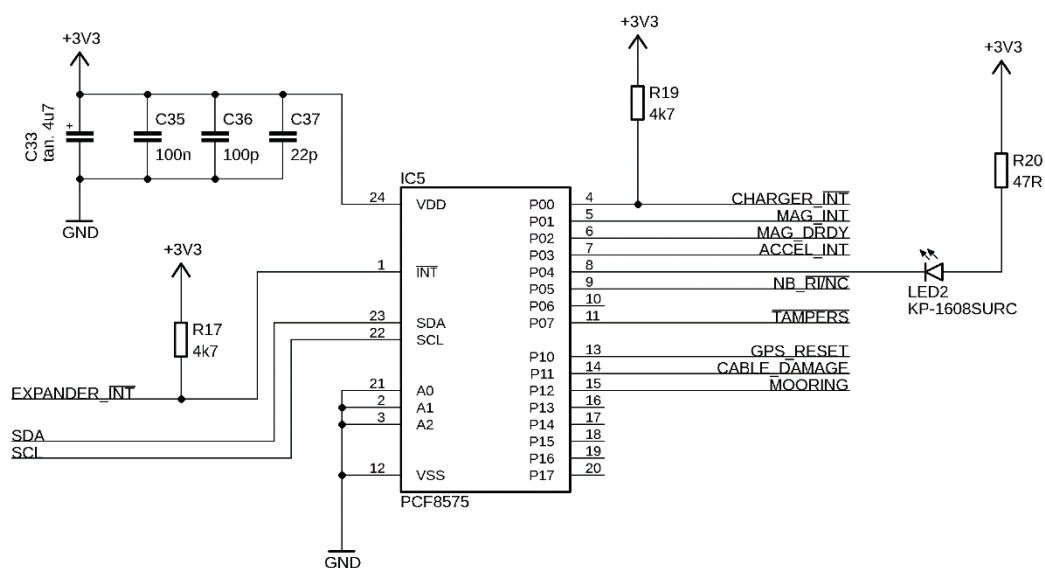 +3V3
C33
tan. 4u7
+
C35
100n
C36
100p
C37
22p
GND
+3V3
R17
4k7
EXPANDER_INT
SDA
SCL
IC5
24 VDD
1 INT
23 SDA
22 SCL
21 A0
2 A1
3 A2
12 VSS
PCF8575
GND
+3V3
R19
4k7
P00 4 CHARGER_INT
P01 5 MAG_INT
P02 6 MAG_DRDY
P03 7 ACCEL_INT
P04 8
P05 9 NB_RI/NC
P06 10
P07 11 TAMPERS
P10 13 GPS_RESET
P11 14 CABLE_DAMAGE
P12 15 MOORING
P13 16
P14 17
P15 18
P16 19
P17 20
+3V3
R20
47R
LED2
KP-1608SURC